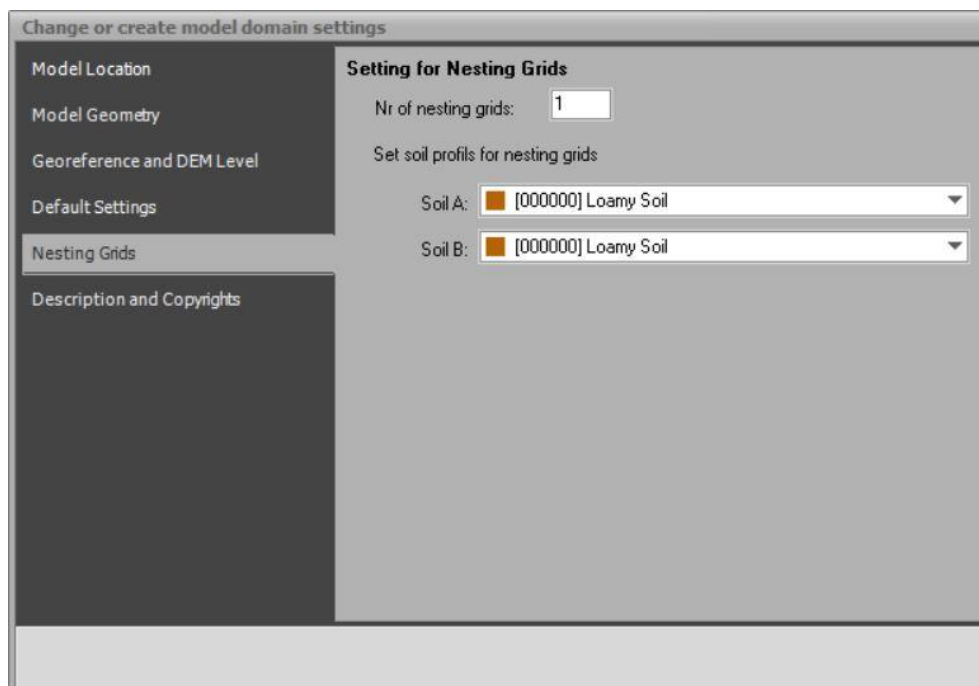 Change or create model domain settings
Model Location
Model Geometry
Georeference and DEM Level
Default Settings
Nesting Grids
Description and Copyrights
Setting for Nesting Grids
Nr of nesting grids: 1
Set soil profils for nesting grids
Soil A: [000000] Loamy Soil
Soil B: [000000] Loamy Soil